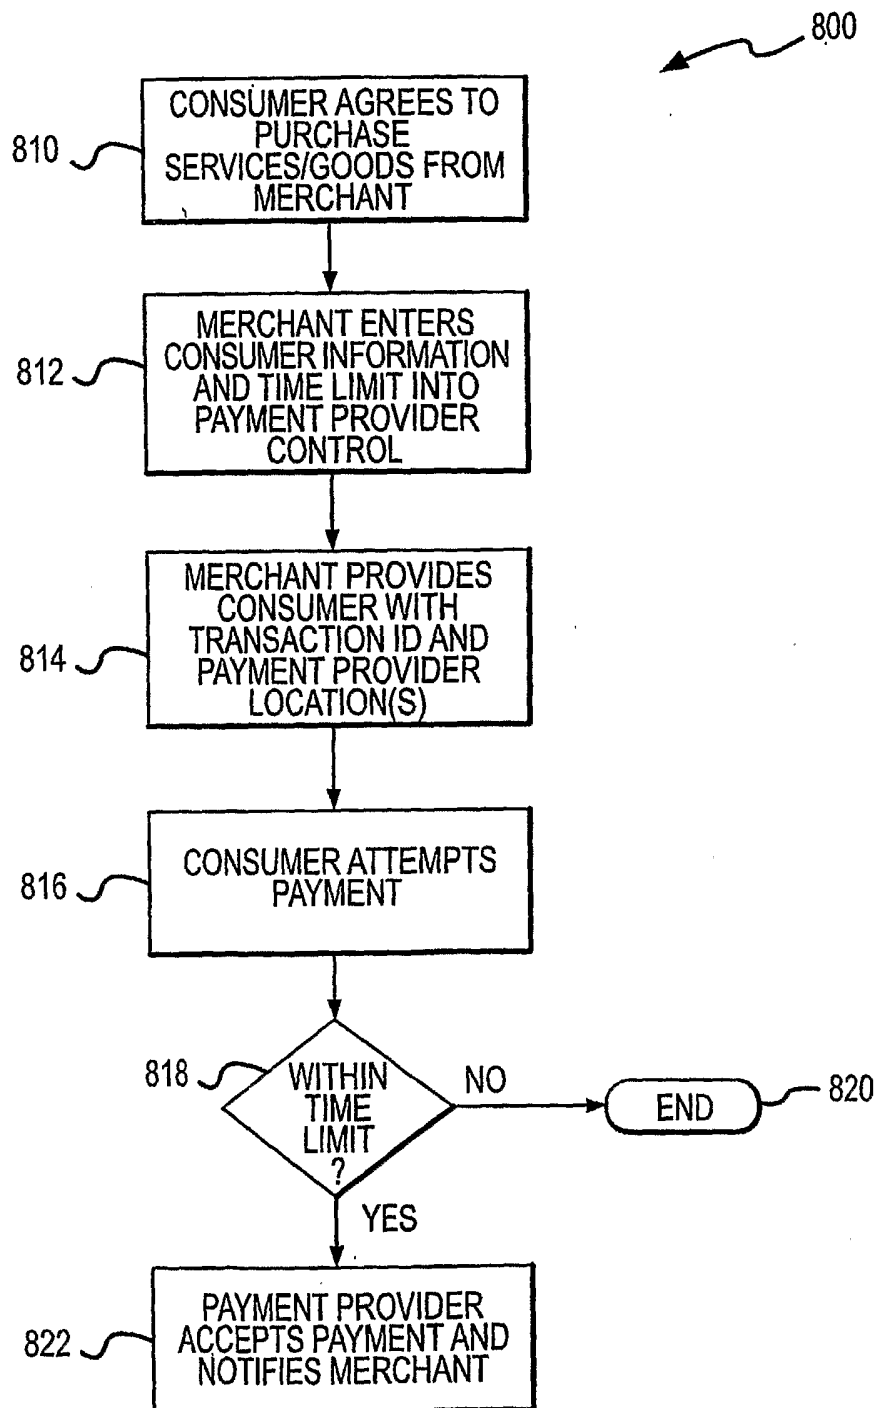 800
810
CONSUMER AGREES TO
PURCHASE
SERVICES/GOODS FROM
MERCHANT
812
MERCHANT ENTERS
CONSUMER INFORMATION
AND TIME LIMIT INTO
PAYMENT PROVIDER
CONTROL
814
MERCHANT PROVIDES
CONSUMER WITH
TRANSACTION ID AND
PAYMENT PROVIDER
LOCATION(S)
816
CONSUMER ATTEMPTS
PAYMENT
818
WITHIN
TIME
LIMIT
?
NO
END
820
YES
822
PAYMENT PROVIDER
ACCEPTS PAYMENT AND
NOTIFIES MERCHANT